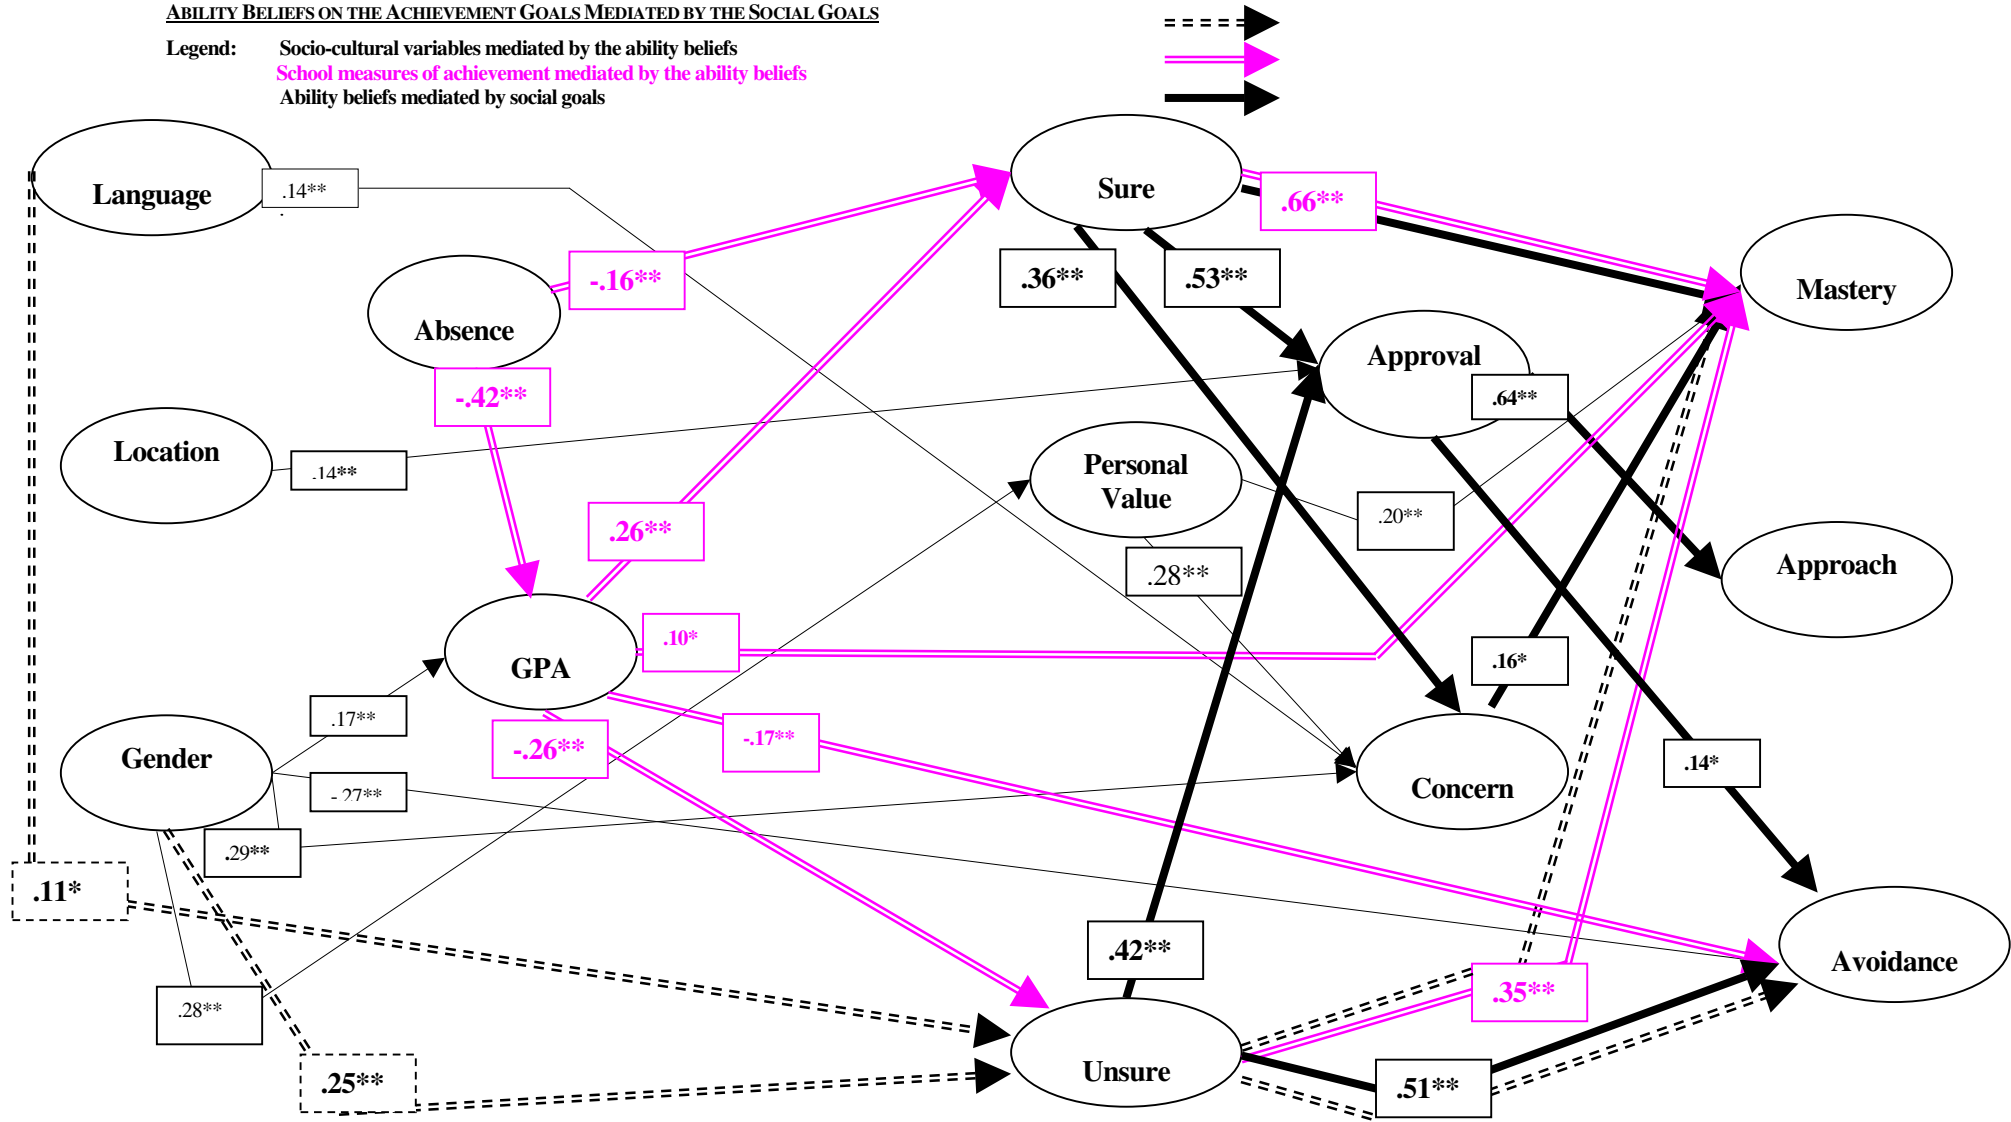 ABILITY BELIEFS ON THE ACHIEVEMENT GOALS MEDIATED BY THE SOCIAL GOALS
Legend: Socio-cultural variables mediated by the ability beliefs
School measures of achievement mediated by the ability beliefs
Ability beliefs mediated by social goals
Language
.14**
Sure
.66**
Absence
-.16**
.36**
.53**
Mastery
-.42**
Approval
.64**
Location
.14**
Personal
Value
.20**
.26**
.28**
Approach
GPA
.10*
.16*
.17**
-.26**
-.17**
Gender
-.27**
.29**
Concern
.14*
.11*
.42**
Avoidance
.28**
.35**
.25**
Unsure
.51**